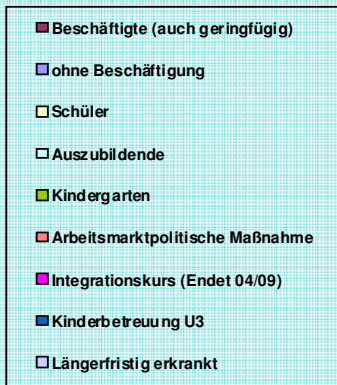 Beschäftigte (auch geringfügig)
ohne Beschäftigung
Schüler
Auszubildende
Kindergarten
Arbeitsmarktpolitische Maßnahme
Integrationskurs (Endet 04/09)
Kinderbetreuung U3
Längerfristig erkrankt